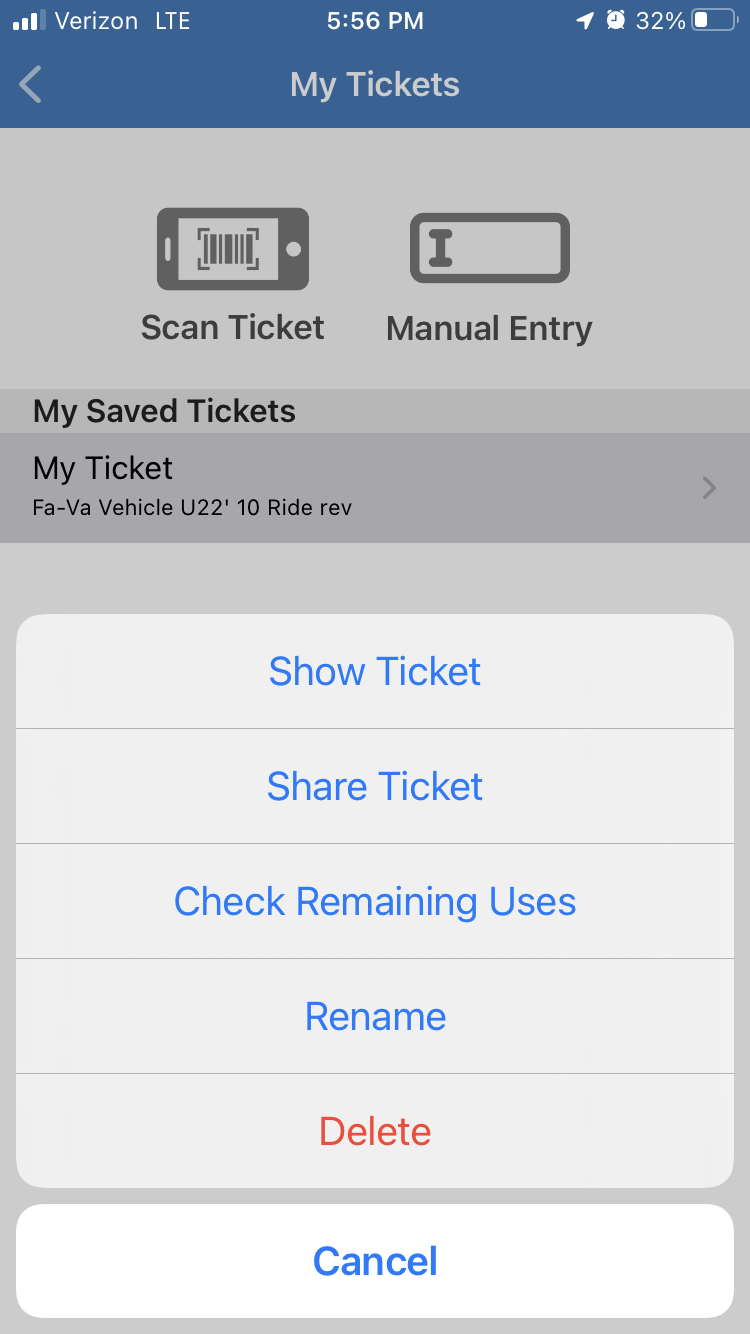 Verizon LTE 5:56 PM 32%
My Tickets
Scan Ticket Manual Entry
My Saved Tickets
My Ticket
Fa-Va Vehicle U22' 10 Ride rev
Show Ticket
Share Ticket
Check Remaining Uses
Rename
Delete
Cancel